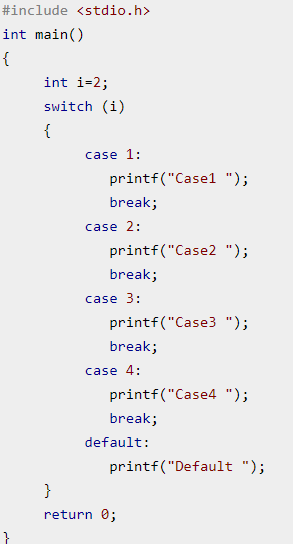 #include <stdio.h>
int main()
{
int i=2;
switch (i)
{
case 1:
printf("Case1 ");
break;
case 2:
printf("Case2 ");
break;
case 3:
printf("Case3 ");
break;
case 4:
printf("Case4 ");
break;
default:
printf("Default ");
}
return 0;
}